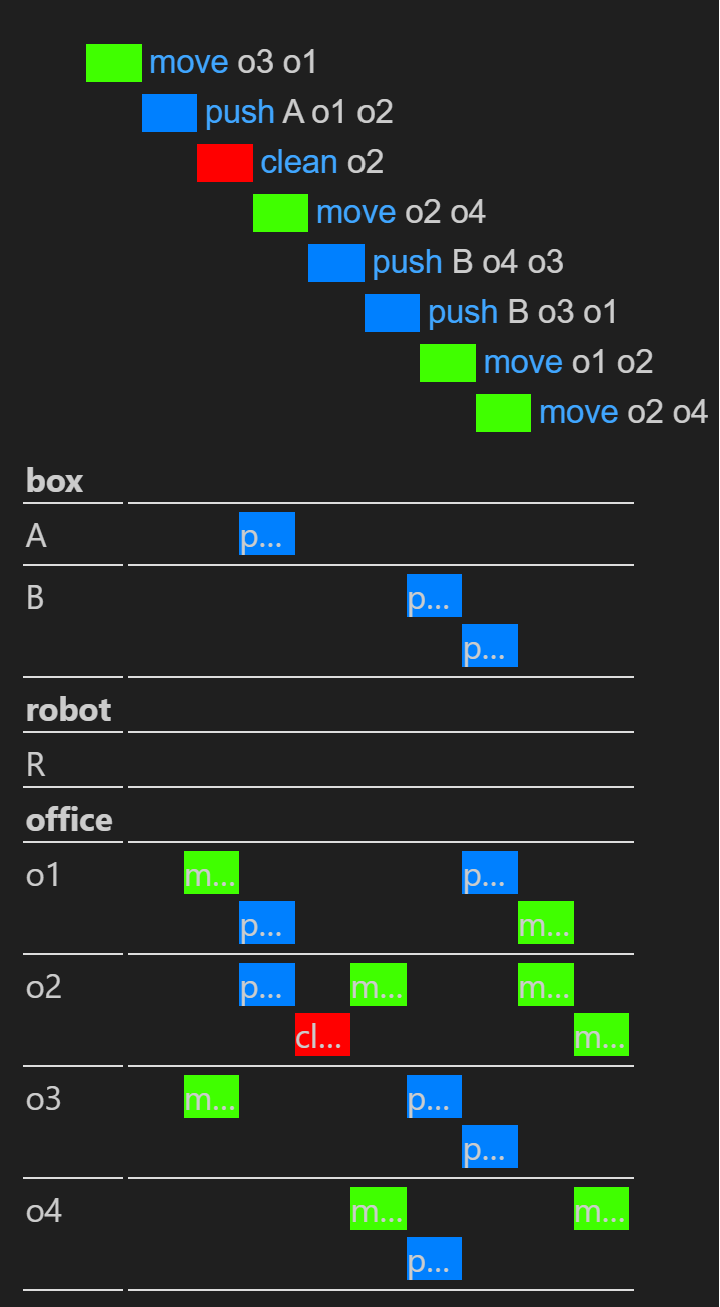 move o3 o1
push A o1 o2
clean o2
move o2 o4
push B o4 o3
push B o3 o1
move o1 o2
move o2 o4
box
A p...
B p...
p...
robot
R
office
o1 m... p...
p... m...
o2 p... m... m...
cl... m...
o3 m... p...
p...
o4 m... m...
p...